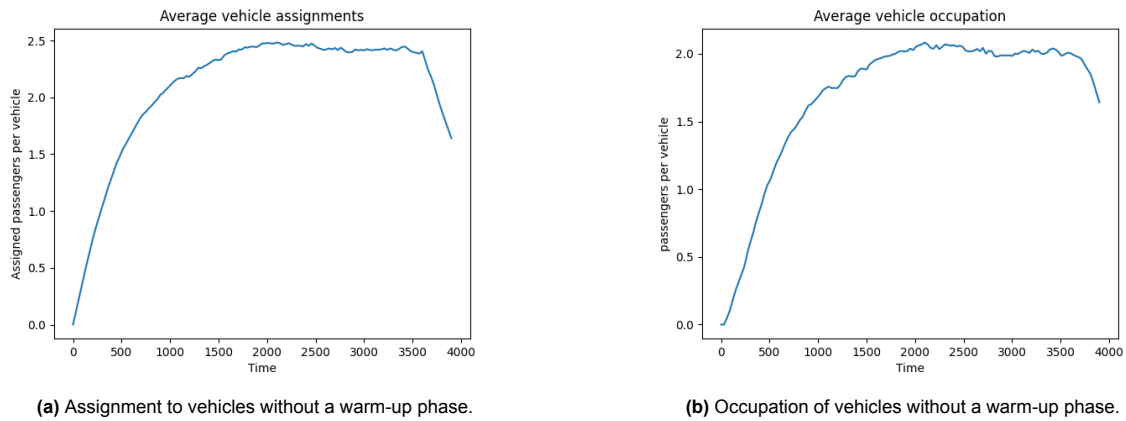 Average vehicle assignments
2.5
2.0
1.5
1.0
0.5
0.0
Assigned passengers per vehicle
0 500 1000 1500 2000 2500 3000 3500 4000
Time
(a) Assignment to vehicles without a warm-up phase.
Average vehicle occupation
2.0
1.5
1.0
0.5
0.0
passengers per vehicle
0 500 1000 1500 2000 2500 3000 3500 4000
Time
(b) Occupation of vehicles without a warm-up phase.